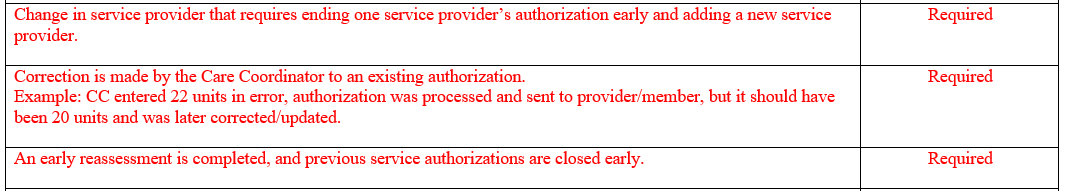 Change in service provider that requires ending one service provider’s authorization early and adding a new service Required
provider.
Correction is made by the Care Coordinator to an existing authorization. Required
Example: CC entered 22 units in error, authorization was processed and sent to provider/member, but it should have
been 20 units and was later corrected/updated.
An early reassessment is completed, and previous service authorizations are closed early. Required